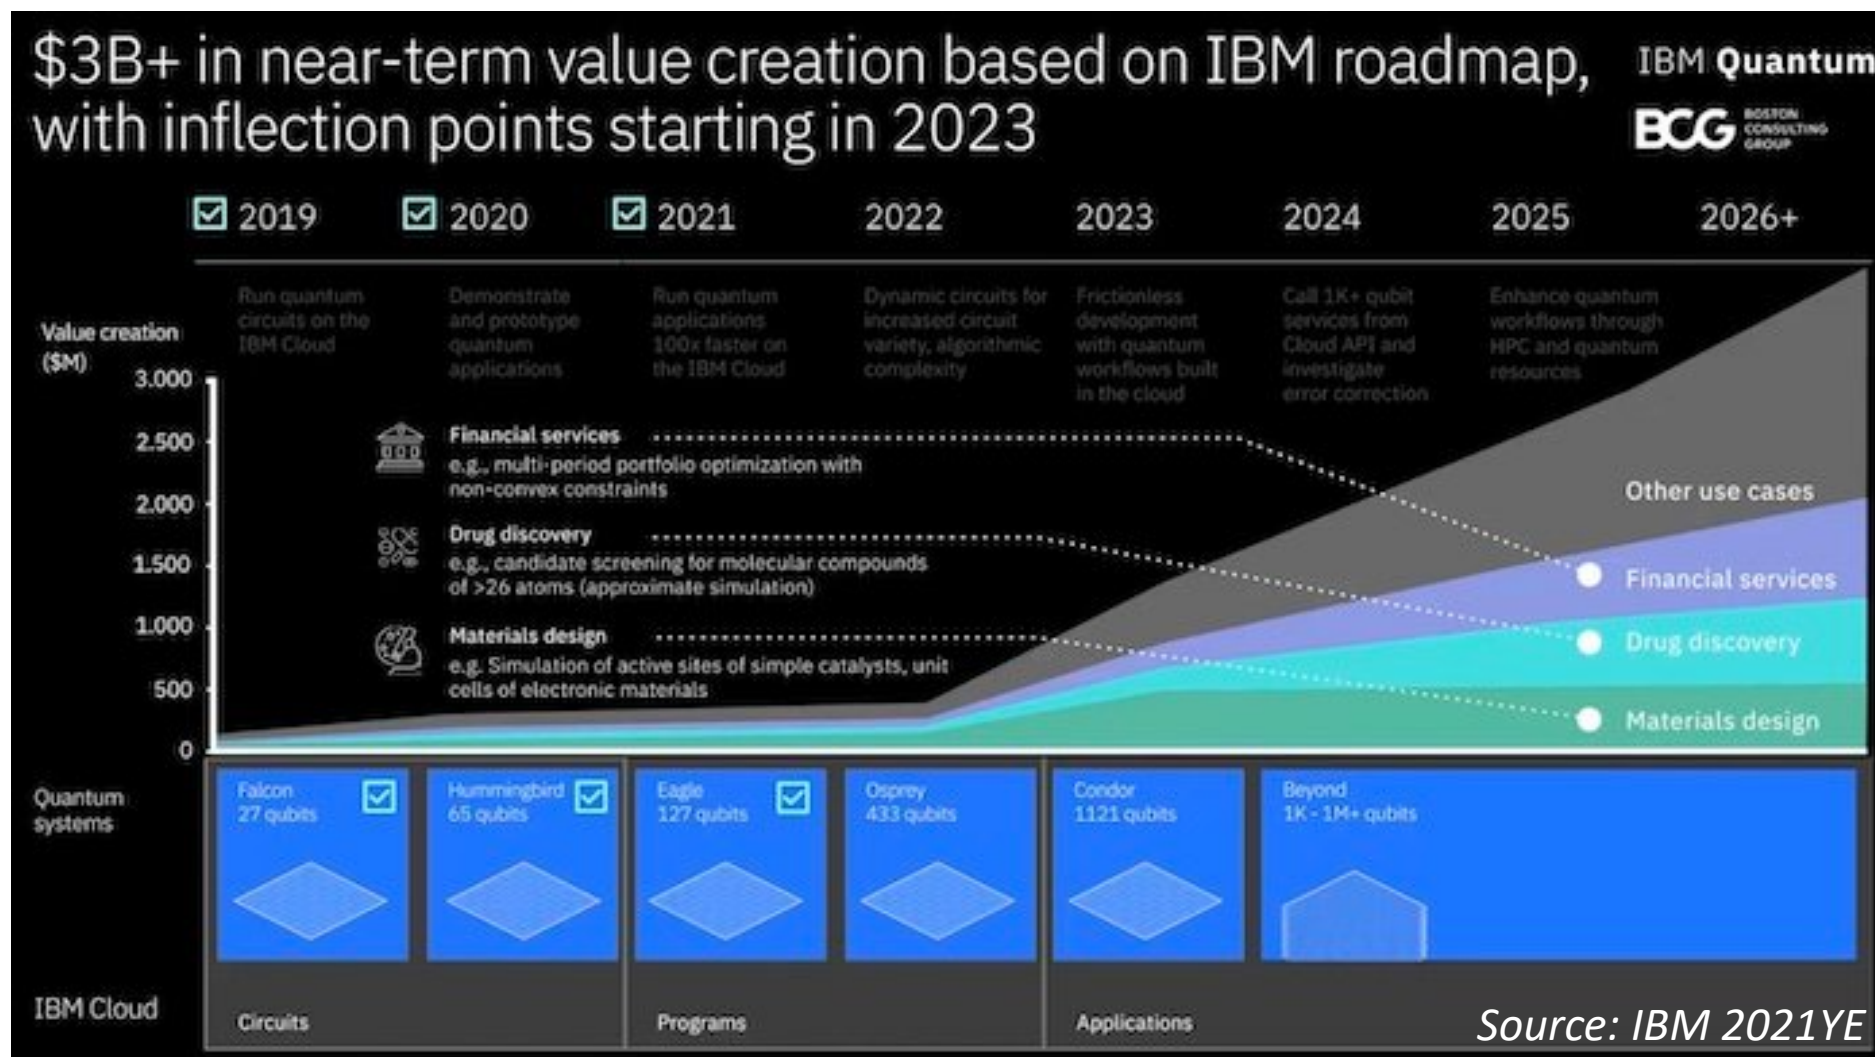 $3B+ in near-term value creation based on IBM roadmap,
with inflection points starting in 2023
IBM Quantum
BCG
BOSTON
CONSULTING
GROUP
2019
2020
2021
2022
2023
2024
2025
2026+
Run quantum
circuits on the
IBM Cloud
Demonstrate
and prototype
quantum
applications
Run quantum
applications
100x faster on
the IBM Cloud
Dynamic circuits for
increased circuit
variety, algorithmic
complexity
Frictionless
development
with quantum
workflows built
in the cloud
Call 1K+ qubit
services from
Cloud API and
investigate
error correction
Enhance quantum
workflows through
HPC and quantum
resources
Value creation
($M)
3.000
2.500
2.000
1.500
1.000
500
0
Financial services
e.g., multi-period portfolio optimization with
non-convex constraints
Drug discovery
e.g., candidate screening for molecular compounds
of >26 atoms (approximate simulation)
Materials design
e.g. Simulation of active sites of simple catalysts, unit
cells of electronic materials
Other use cases
Financial services
Drug discovery
Materials design
Quantum
systems
Falcon
27 qubits
Hummingbird
65 qubits
Eagle
127 qubits
Osprey
433 qubits
Condor
1121 qubits
Beyond
1K - 1M+ qubits
IBM Cloud
Circuits
Programs
Applications
Source: IBM 2021YE